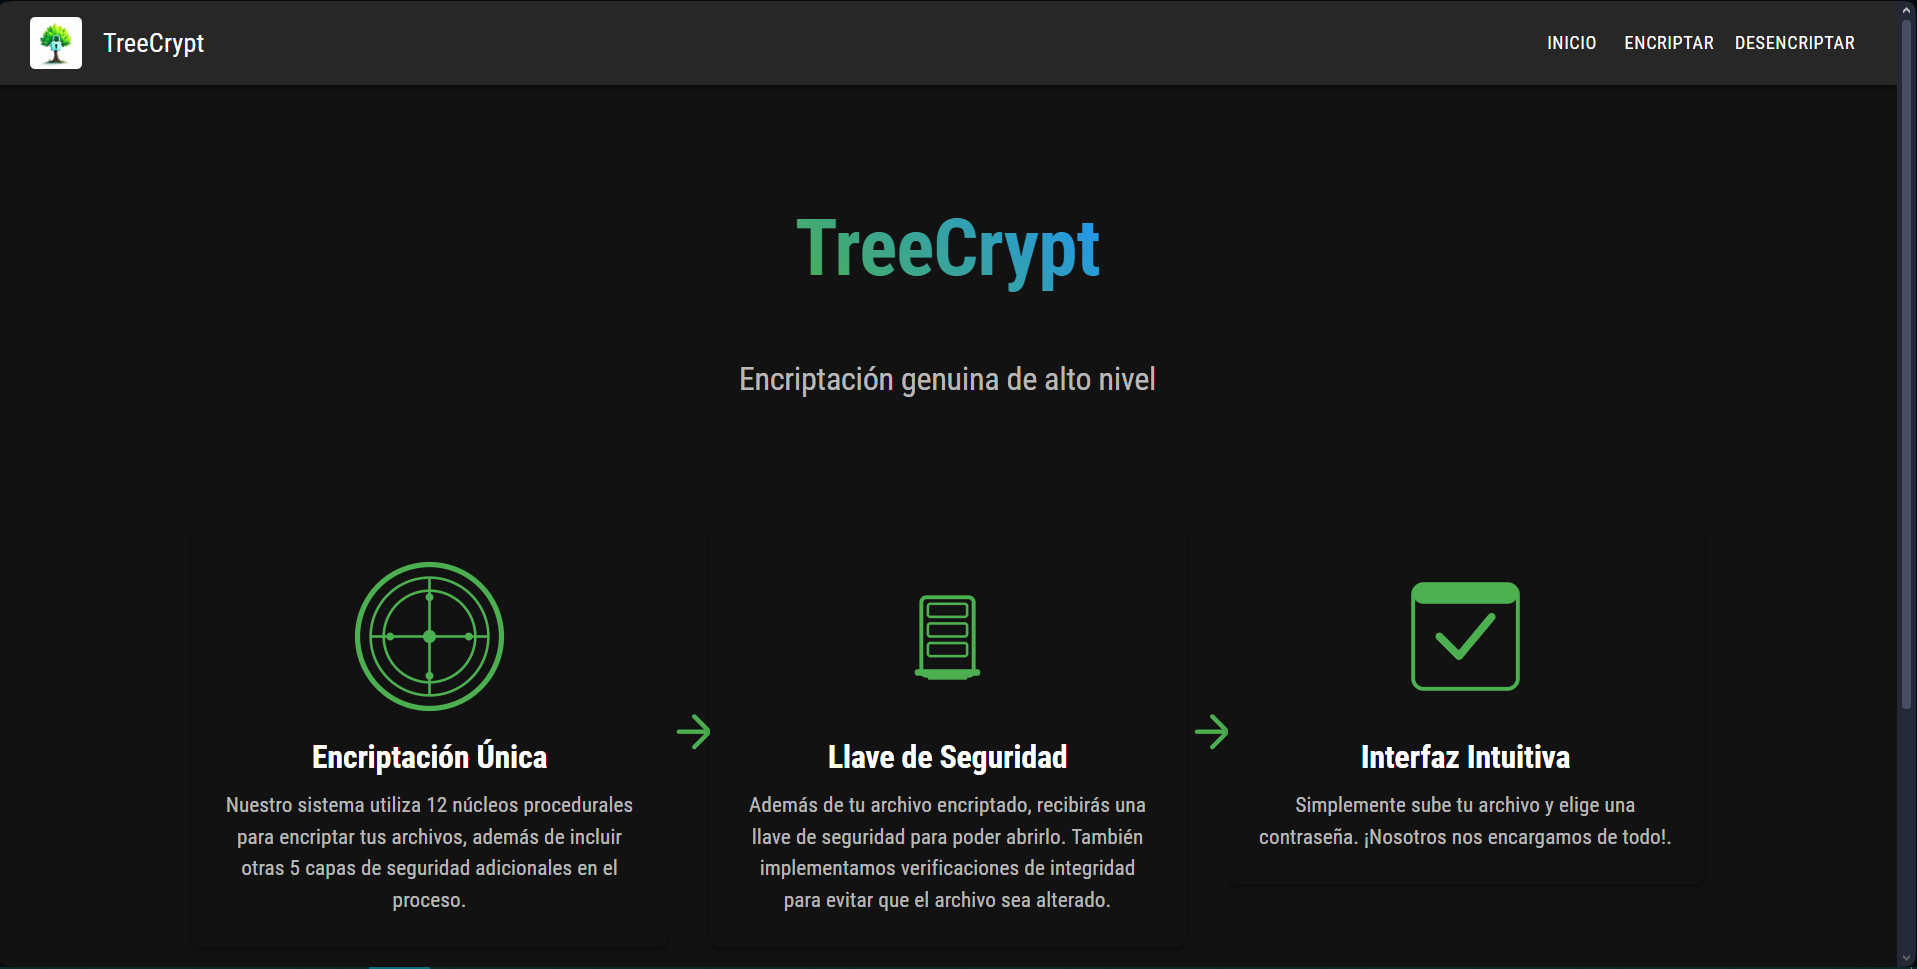 TreeCrypt
INICIO
ENCRIPTAR
DESENCRIPTAR
TreeCrypt
Encriptación genuina de alto nivel
Encriptación Única
Nuestro sistema utiliza 12 núcleos procedurales
para encriptar tus archivos, además de incluir
otras 5 capas de seguridad adicionales en el
proceso.
Llave de Seguridad
Además de tu archivo encriptado, recibirás una
llave de seguridad para poder abrirlo. También
implementamos verificaciones de integridad
para evitar que el archivo sea alterado.
Interfaz Intuitiva
Simplemente sube tu archivo y elige una
contraseña. ¡Nosotros nos encargamos de todo!.